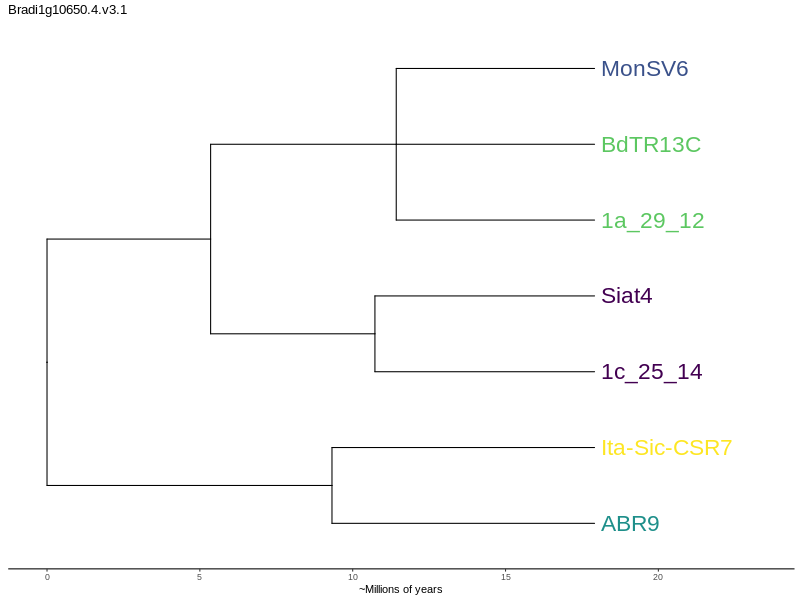 Bradi1g10650.4.v3.1
MonSV6
BdTR13C
1a_29_12
Siat4
1c_25_14
Ita-Sic-CSR7
ABR9
0 5 10 15 20
~Millions of years